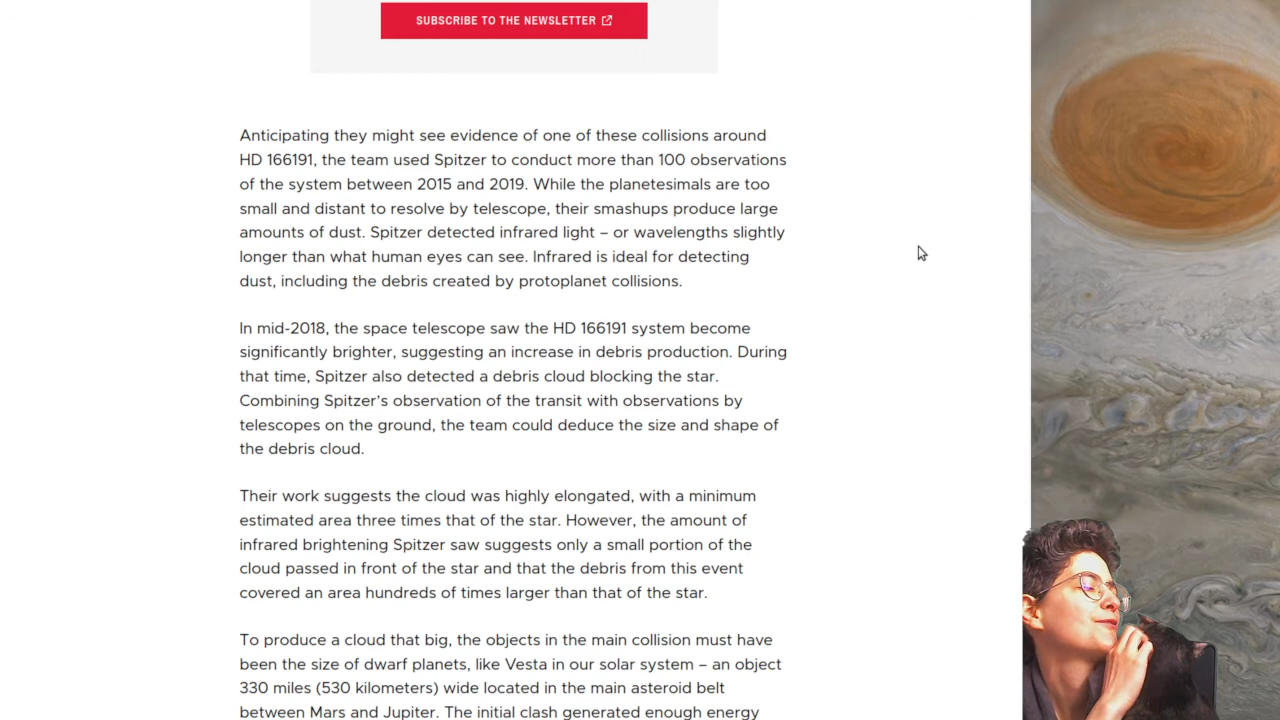 SUBSCRIBE TO THE NEWSLETTER
Anticipating they might see evidence of one of these collisions around
HD 166191, the team used Spitzer to conduct more than 100 observations
of the system between 2015 and 2019. While the planetesimals are too
small and distant to resolve by telescope, their smashups produce large
amounts of dust. Spitzer detected infrared light – or wavelengths slightly
longer than what human eyes can see. Infrared is ideal for detecting
dust, including the debris created by protoplanet collisions.
In mid-2018, the space telescope saw the HD 166191 system become
significantly brighter, suggesting an increase in debris production. During
that time, Spitzer also detected a debris cloud blocking the star.
Combining Spitzer’s observation of the transit with observations by
telescopes on the ground, the team could deduce the size and shape of
the debris cloud.
Their work suggests the cloud was highly elongated, with a minimum
estimated area three times that of the star. However, the amount of
infrared brightening Spitzer saw suggests only a small portion of the
cloud passed in front of the star and that the debris from this event
covered an area hundreds of times larger than that of the star.
To produce a cloud that big, the objects in the main collision must have
been the size of dwarf planets, like Vesta in our solar system – an object
330 miles (530 kilometers) wide located in the main asteroid belt
between Mars and Jupiter. The initial clash generated enough energy